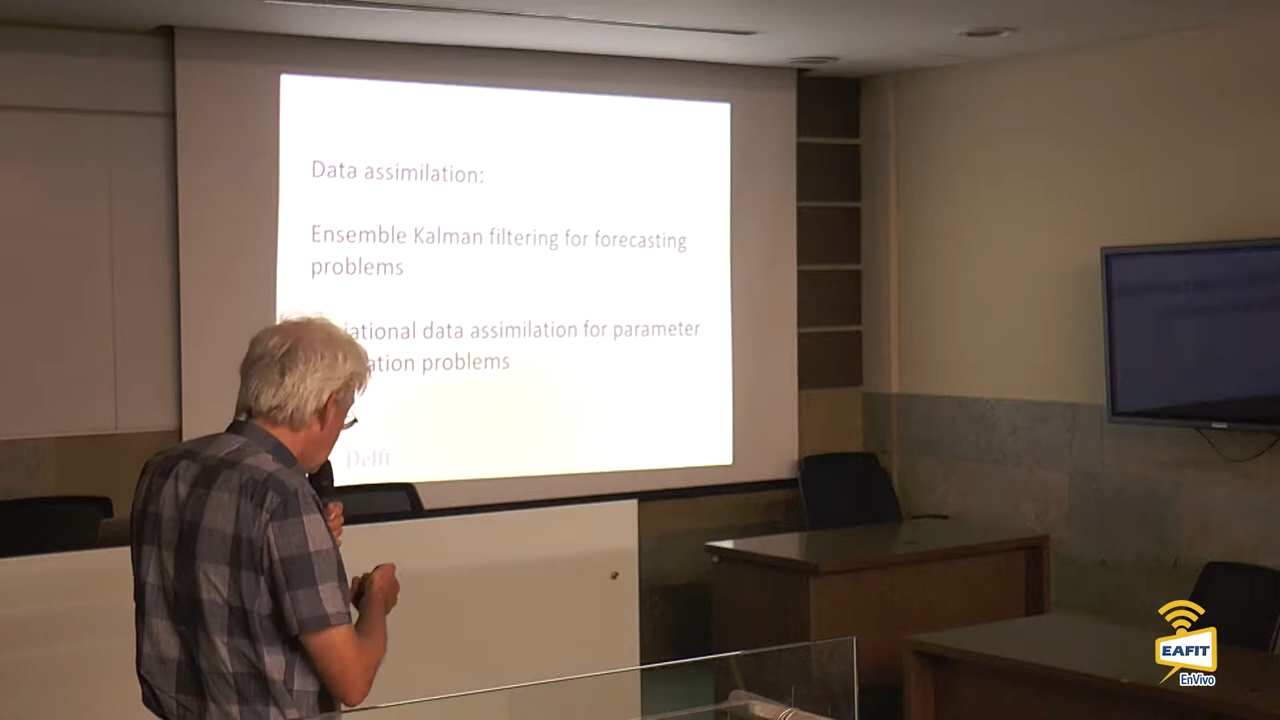 Data assimilation:
Ensemble Kalman filtering for forecasting
problems
iational data assimilation for parameter
ation problems
Delft
EAFIT
EnVivo